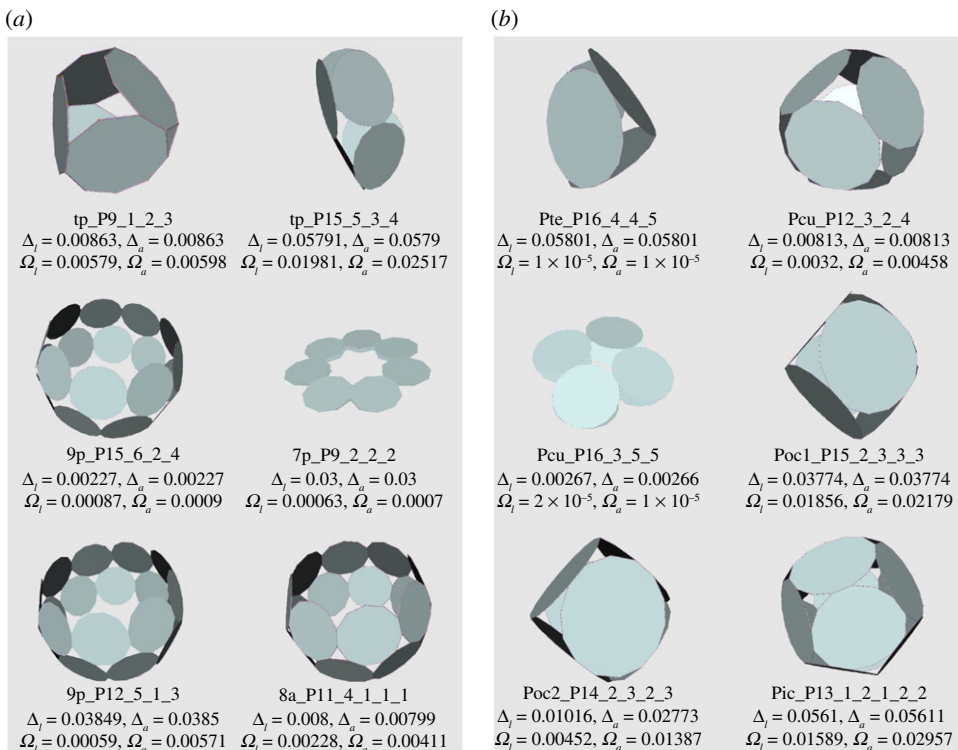 (a)
tp_P9_1_2_3
Δl = 0.00863, Δa = 0.00863
Ωl = 0.00579, Ωa = 0.00598
tp_P15_5_3_4
Δl = 0.05791, Δa = 0.0579
Ωl = 0.01981, Ωa = 0.02517
9p_P15_6_2_4
Δl = 0.00227, Δa = 0.00227
Ωl = 0.00087, Ωa = 0.0009
7p_P9_2_2_2
Δl = 0.03, Δa = 0.03
Ωl = 0.00063, Ωa = 0.0007
9p_P12_5_1_3
Δl = 0.03849, Δa = 0.0385
Ωl = 0.00059, Ωa = 0.00571
8a_P11_4_1_1_1
Δl = 0.008, Δa = 0.00799
Ωl = 0.00228, Ωa = 0.00411
(b)
Pte_P16_4_4_5
Δl = 0.05801, Δa = 0.05801
Ωl = 1 × 10–5, Ωa = 1 × 10–5
Pcu_P12_3_2_4
Δl = 0.00813, Δa = 0.00813
Ωl = 0.0032, Ωa = 0.00458
Pcu_P16_3_5_5
Δl = 0.00267, Δa = 0.00266
Ωl = 2 × 10–5, Ωa = 1 × 10–5
Poc1_P15_2_3_3_3
Δl = 0.03774, Δa = 0.03774
Ωl = 0.01856, Ωa = 0.02179
Poc2_P14_2_3_2_3
Δl = 0.01016, Δa = 0.02773
Ωl = 0.00452, Ωa = 0.01387
Pic_P13_1_2_1_2_2
Δl = 0.0561, Δa = 0.05611
Ωl = 0.01589, Ωa = 0.02957